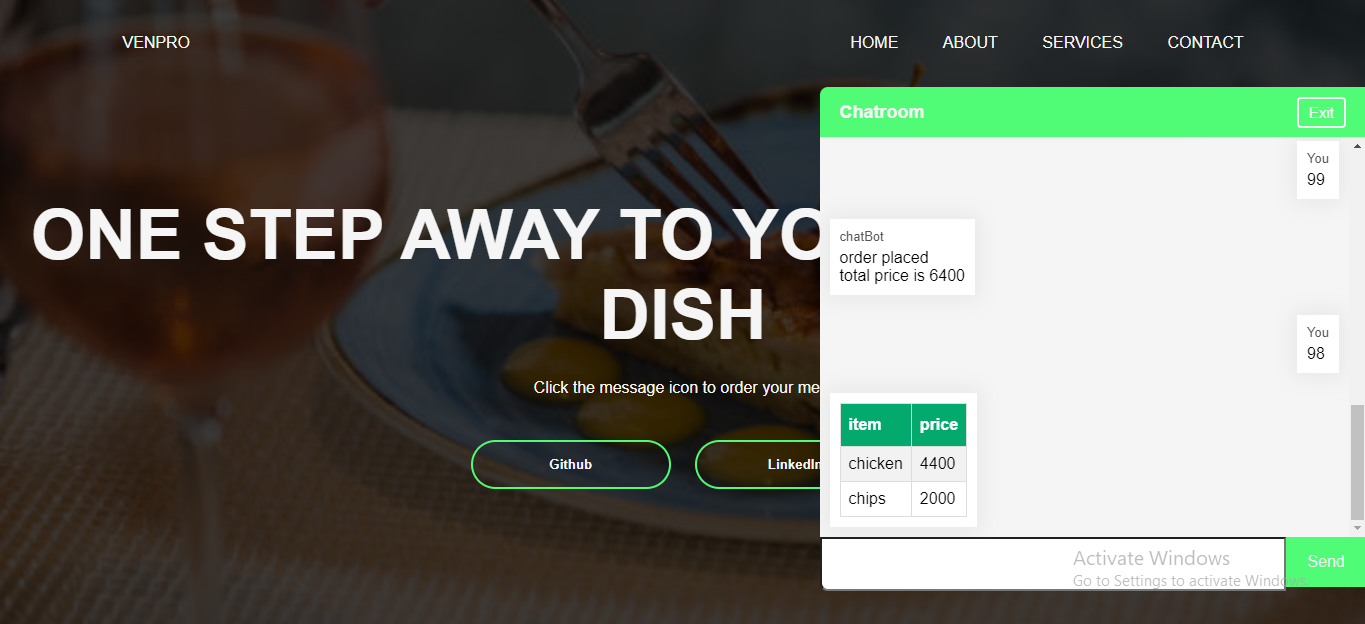 VENPRO
HOME ABOUT SERVICES CONTACT
Chatroom
Exit
You
99
ONE STEP AWAY TO YO
DISH
chatBot
order placed
total price is 6400
You
98
Click the message icon to order your me
item price
chicken 4400
chips 2000
Github
LinkedIn
Activate Windows
Go to Settings to activate Windows.
Send